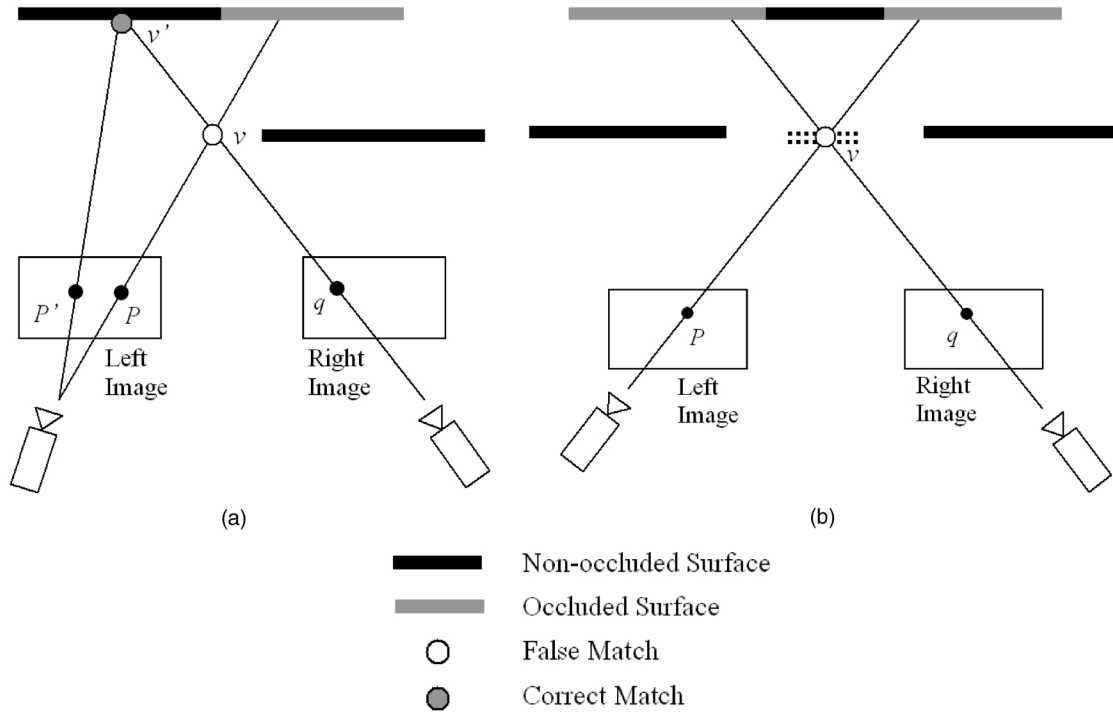 v'
v
P'
P
q
Left
Image
Right
Image
(a)
v
P
q
Left
Image
Right
Image
(b)
Non-occluded Surface
Occluded Surface
False Match
Correct Match